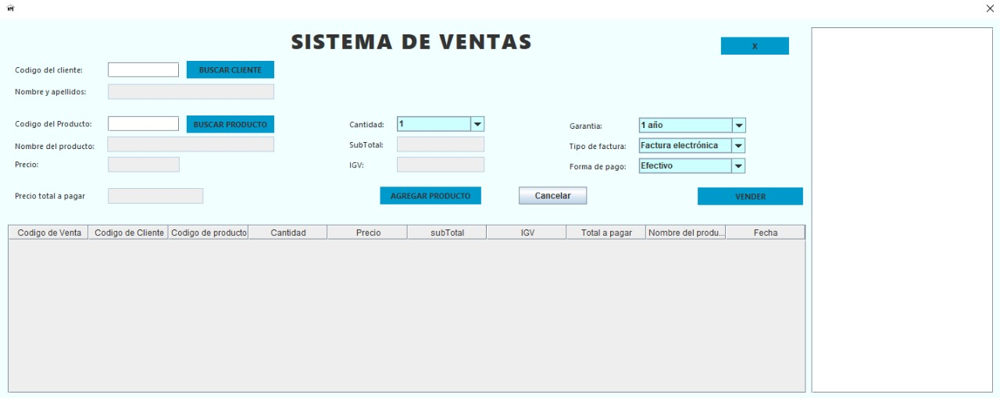 SISTEMA DE VENTAS
X
Codigo del cliente: BUSCAR CLIENTE
Nombre y apellidos:
Codigo del Producto: BUSCAR PRODUCTO Cantidad: 1 Garantia: 1 año
Nombre del producto: SubTotal: Tipo de factura: Factura electrónica
Precio: IGV: Forma de pago: Efectivo
Precio total a pagar AGREGAR PRODUCTO Cancelar VENDER
Codigo de Venta Codigo de Cliente Codigo de producto Cantidad Precio subTotal IGV Total a pagar Nombre del produ... Fecha